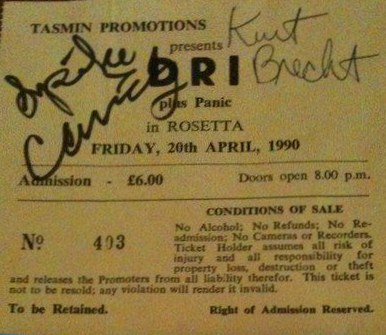 TASMIN PROMOTIONS
presents
Kurt
Brecht
Spike
DRI
plus Panic
in ROSETTA
FRIDAY, 20th APRIL, 1990
Admission - £6.00 Doors open 8.00 p.m.
CONDITIONS OF SALE
Nº 403
No Alcohol; No Refunds; No Re-
admission; No Cameras or Recorders.
Ticket Holder assumes all risk of
injury and all responsibility for
property loss, destruction or theft
and releases the Promoters from all liability therefor. This ticket is
not to be resold; any violation will render it invalid.
To be Retained. Right of Admission Reserved.